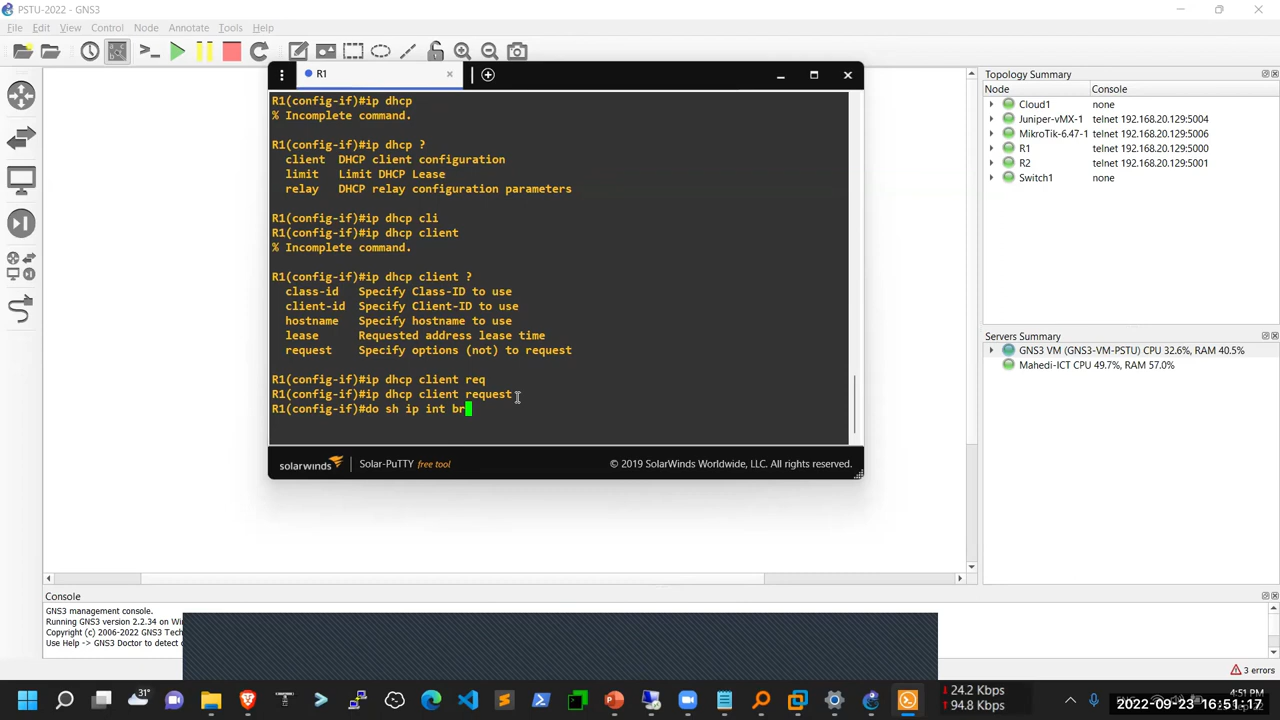 PSTU-2022 - GNS3
File Edit View Control Node Annotate Tools Help
R1
R1(config-if)#ip dhcp
% Incomplete command.
R1(config-if)#ip dhcp ?
client DHCP client configuration
limit Limit DHCP Lease
relay DHCP relay configuration parameters
R1(config-if)#ip dhcp cli
R1(config-if)#ip dhcp client
% Incomplete command.
R1(config-if)#ip dhcp client ?
class-id Specify Class-ID to use
client-id Specify Client-ID to use
hostname Specify hostname to use
lease Requested address lease time
request Specify options (not) to request
R1(config-if)#ip dhcp client req
R1(config-if)#ip dhcp client request
R1(config-if)#do sh ip int br
solarwinds Solar-PuTTY free tool © 2019 SolarWinds Worldwide, LLC. All rights reserved.
Topology Summary
Node Console
Cloud1 none
Juniper-vMX-1 telnet 192.168.20.129:5004
MikroTik-6.47-1 telnet 192.168.20.129:5006
R1 telnet 192.168.20.129:5000
R2 telnet 192.168.20.129:5001
Switch1 none
Servers Summary
GNS3 VM (GNS3-VM-PSTU) CPU 32.6%, RAM 40.5%
Mahedi-ICT CPU 49.7%, RAM 57.0%
Console
GNS3 management console.
Running GNS3 version 2.2.34 on
Copyright (c) 2006-2022 GNS3 Tech
Use Help -> GNS3 Doctor to detect
3 errors
31°
24.2 Kbps
94.8 Kbps
4:51 PM
2022-09-23 16:51:17